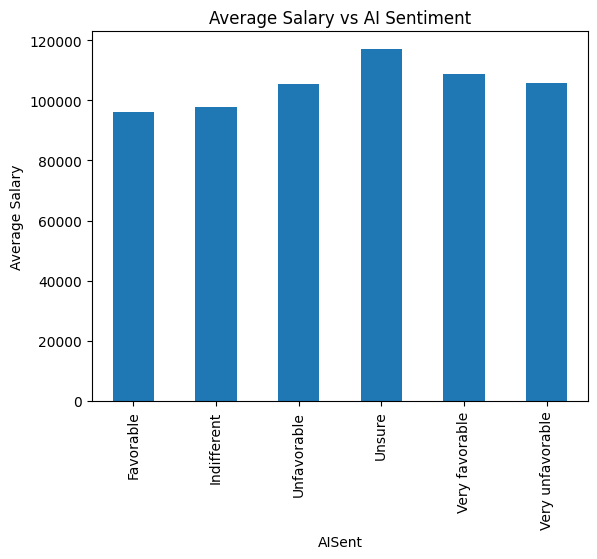 Average Salary vs AI Sentiment
120000
100000
80000
60000
40000
20000
0
Average Salary
Favorable
Indifferent
Unfavorable
Unsure
Very favorable
Very unfavorable
AISent